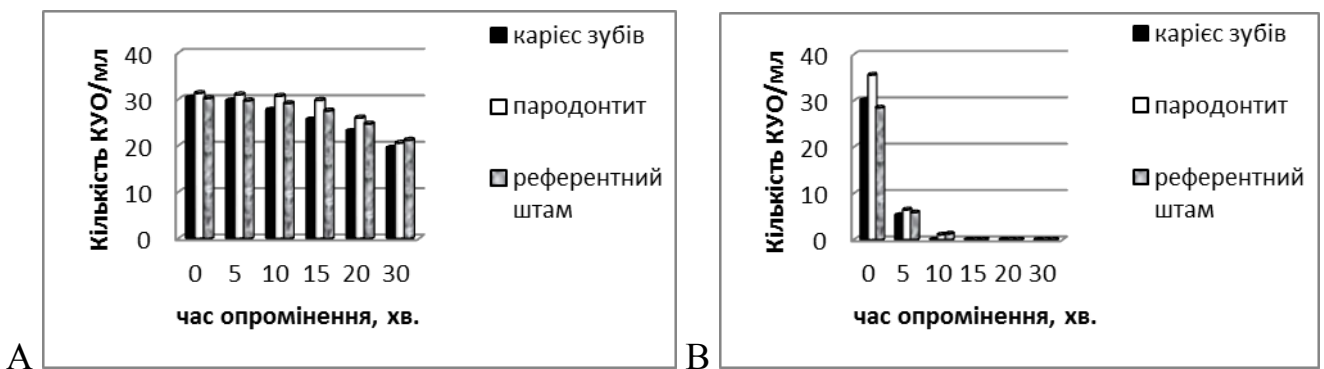 Кількість КУО/мл
40
30
20
10
0
0 5 10 15 20 30
час опромінення, хв.
карієс зубів
пародонтит
референтний
штам
А
Кількість КУО/мл
40
30
20
10
0
0 5 10 15 20 30
час опромінення, хв.
карієс зубів
пародонтит
референтний
штам
В